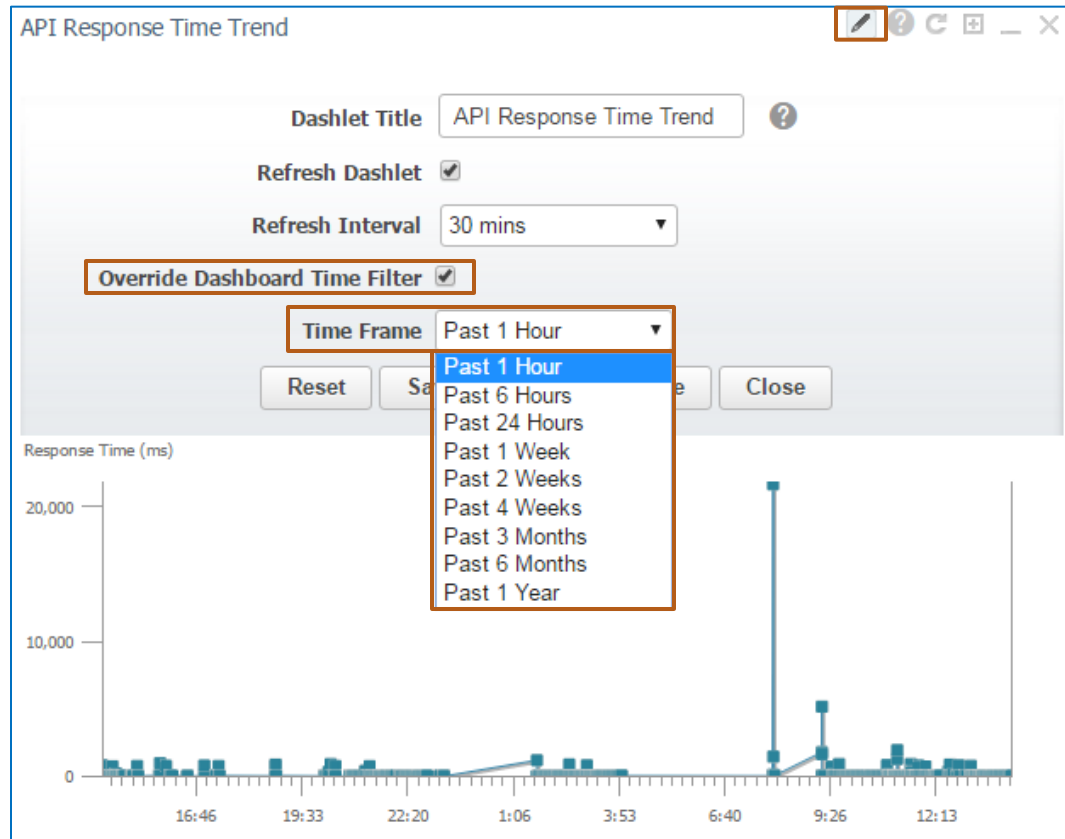 API Response Time Trend
Dashlet Title API Response Time Trend ?
Refresh Dashlet
Refresh Interval 30 mins
Override Dashboard Time Filter
Time Frame Past 1 Hour
Past 1 Hour
Reset Close
Past 6 Hours
Past 24 Hours
Past 1 Week
Past 2 Weeks
Past 4 Weeks
Past 3 Months
Past 6 Months
Past 1 Year
Response Time (ms)
20,000
10,000
0
16:46 19:33 22:20 1:06 3:53 6:40 9:26 12:13